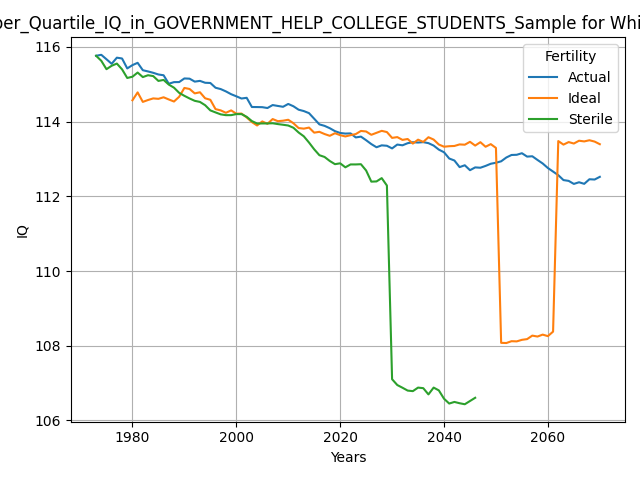 per_Quartile_IQ_in_GOVERNMENT_HELP_COLLEGE_STUDENTS_Sample for Whi
116
114
112
110
108
106
IQ
1980
2000
2020
2040
2060
Years
Fertility
Actual
Ideal
Sterile